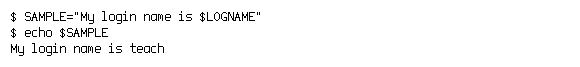 $ SAMPLE="My login name is $LOGNAME"
$ echo $SAMPLE
My login name is teach